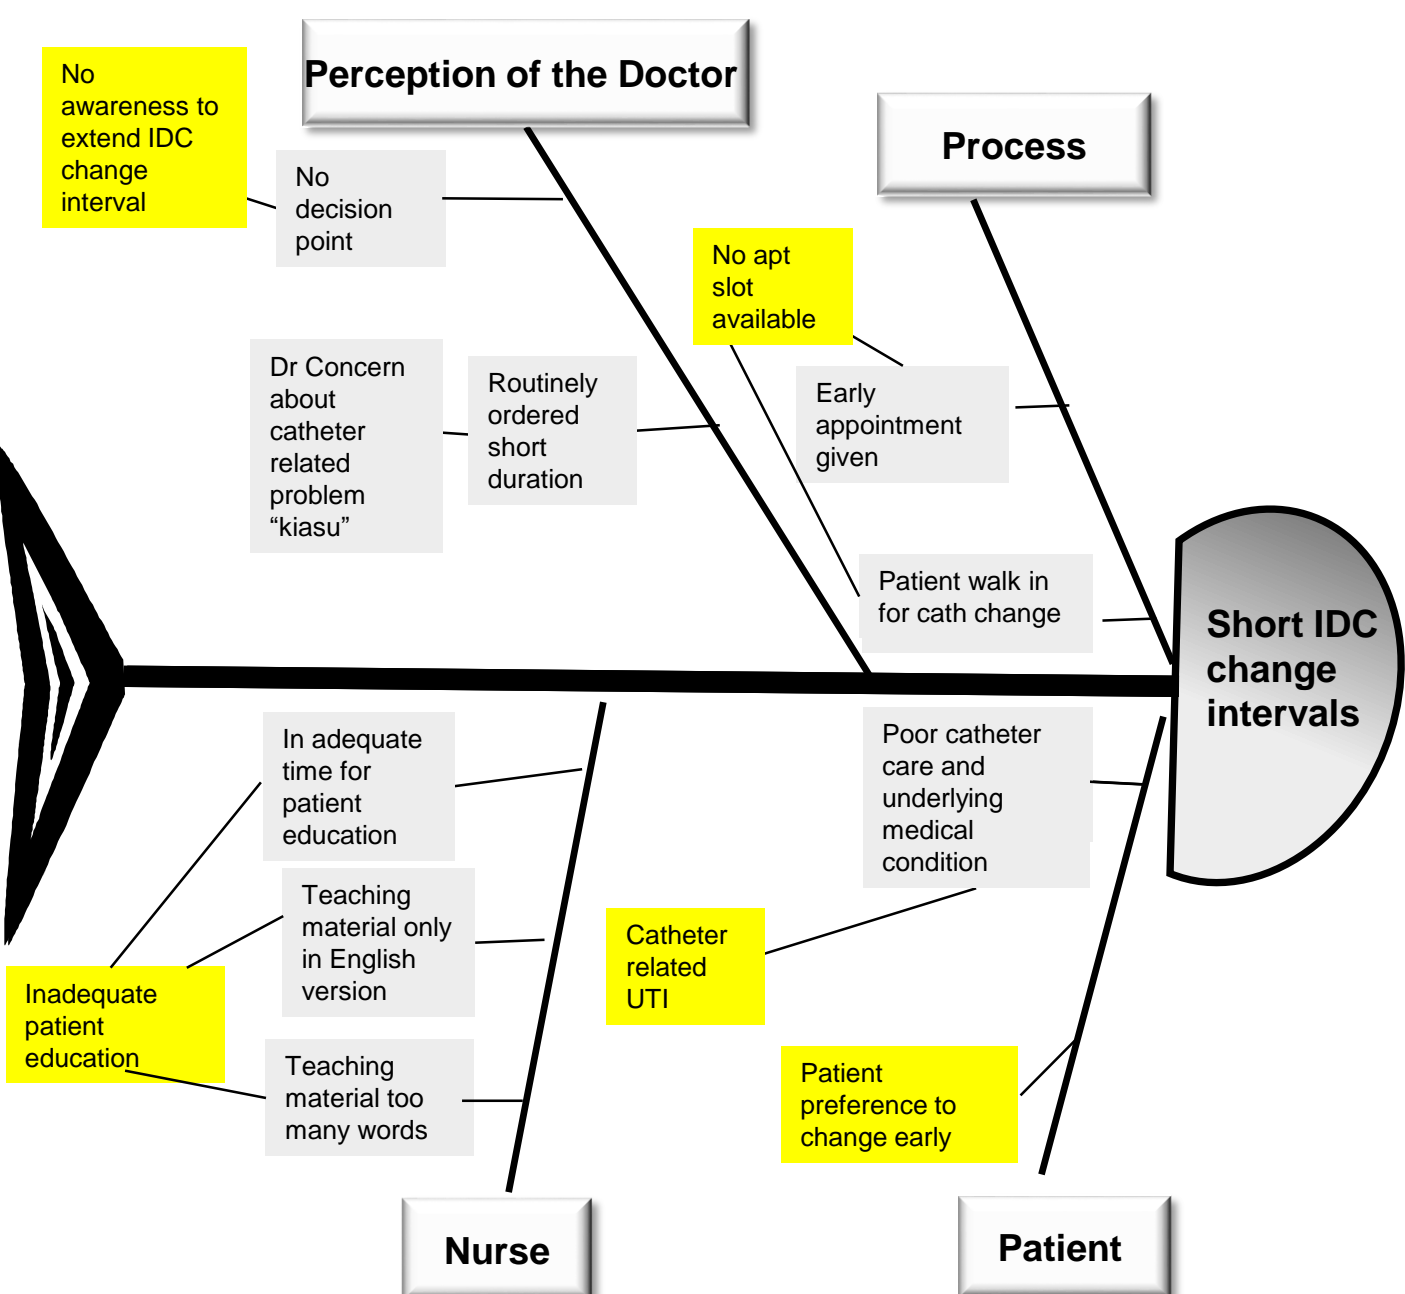 Perception of the Doctor
No
awareness to
extend IDC
change
interval
No
decision
point
Process
No apt
slot
available
Dr Concern
about
catheter
related
problem
“kiasu”
Routinely
ordered
short
duration
Early
appointment
given
Patient walk in
for cath change
Short IDC
change
intervals
In adequate
time for
patient
education
Poor catheter
care and
underlying
medical
condition
Teaching
material only
in English
version
Catheter
related
UTI
Inadequate
patient
education
Teaching
material too
many words
Patient
preference to
change early
Nurse
Patient